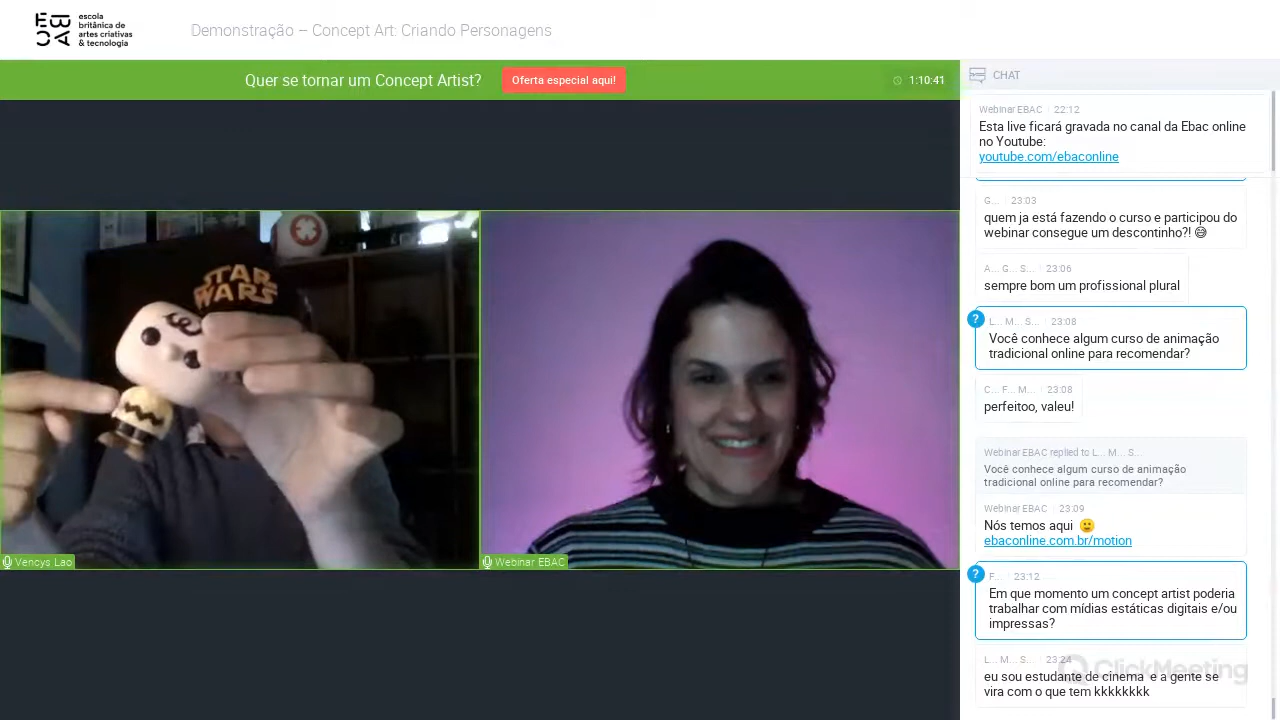 EBAC
escola
britânica de
artes criativas
& tecnologia
Demonstração – Concept Art: Criando Personagens
Quer se tornar um Concept Artist?
Oferta especial aqui!
1:10:41
STAR
WARS
Vencys Lao
Webinar EBAC
CHAT
Webinar EBAC 22:12
Esta live ficará gravada no canal da Ebac online
no Youtube:
youtube.com/ebaconline
G... 23:03
quem ja está fazendo o curso e participou do
webinar consegue um descontinho?! 😅
A... G... S... 23:06
sempre bom um profissional plural
?
L... M... S... 23:08
Você conhece algum curso de animação
tradicional online para recomendar?
C... F... M... 23:08
perfeitoo, valeu!
Webinar EBAC replied to L... M... S...
Você conhece algum curso de animação
tradicional online para recomendar?
Webinar EBAC 23:09
Nós temos aqui 🙂
ebaconline.com.br/motion
?
F... 23:12
Em que momento um concept artist poderia
trabalhar com mídias estáticas digitais e/ou
impressas?
L... M... S... 23:24
eu sou estudante de cinema e a gente se
vira com o que tem kkkkkkkk
ClickMeeting